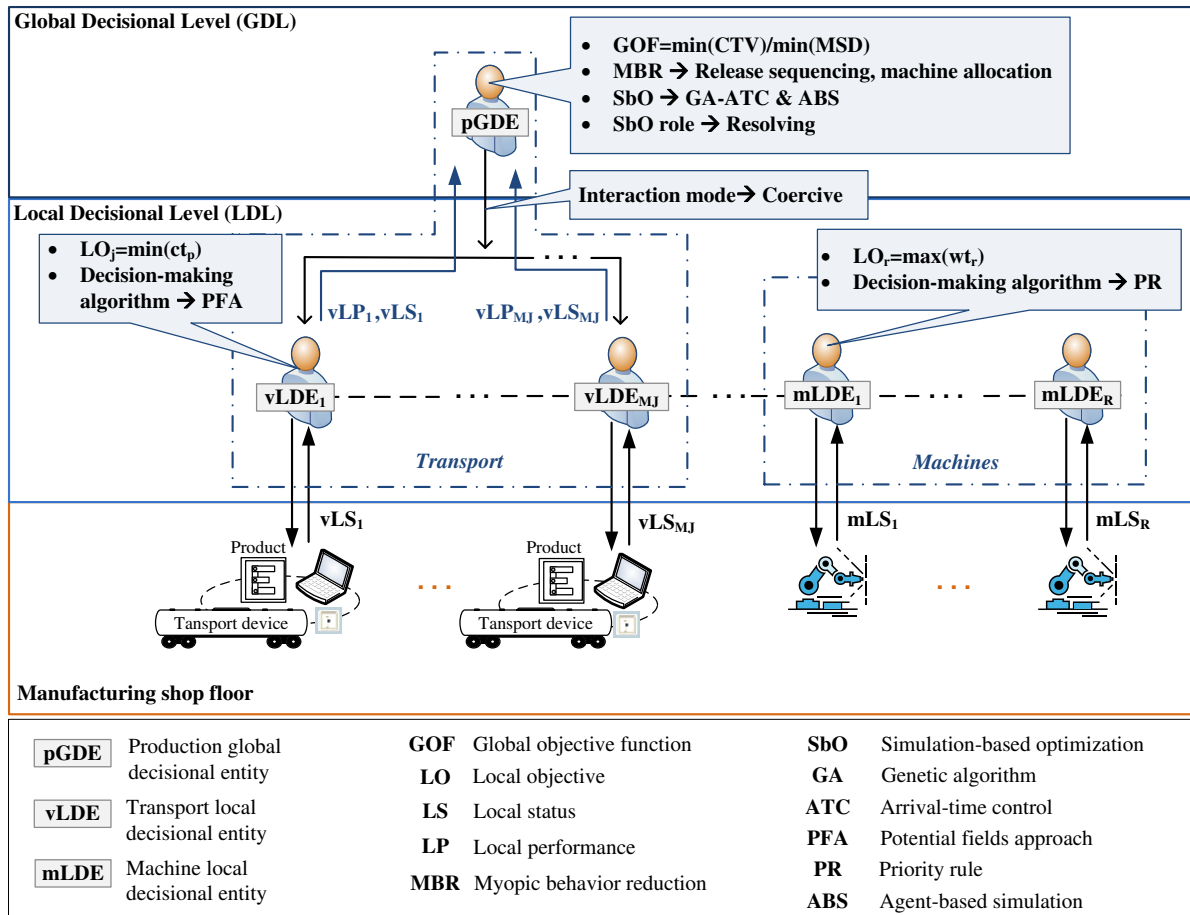 Global Decisional Level (GDL)
• GOF=min(CTV)/min(MSD)
• MBR → Release sequencing, machine allocation
• SbO → GA-ATC & ABS
• SbO role → Resolving
pGDE
Interaction mode → Coercive
Local Decisional Level (LDL)
• LOj=min(ctp)
• Decision-making
algorithm → PFA
• LOr=max(wtr)
• Decision-making algorithm → PR
. . .
vLP1,vLS1
vLPMJ,vLSMJ
vLDE1
. . .
vLDEMJ
. . .
mLDE1
. . .
mLDER
Transport
Machines
vLS1
vLSMJ
mLS1
mLSR
Product
Tansport device
. . .
Product
Tansport device
. . .
Manufacturing shop floor
pGDE Production global
decisional entity
vLDE Transport local
decisional entity
mLDE Machine local
decisional entity
GOF Global objective function
LO Local objective
LS Local status
LP Local performance
MBR Myopic behavior reduction
SbO Simulation-based optimization
GA Genetic algorithm
ATC Arrival-time control
PFA Potential fields approach
PR Priority rule
ABS Agent-based simulation